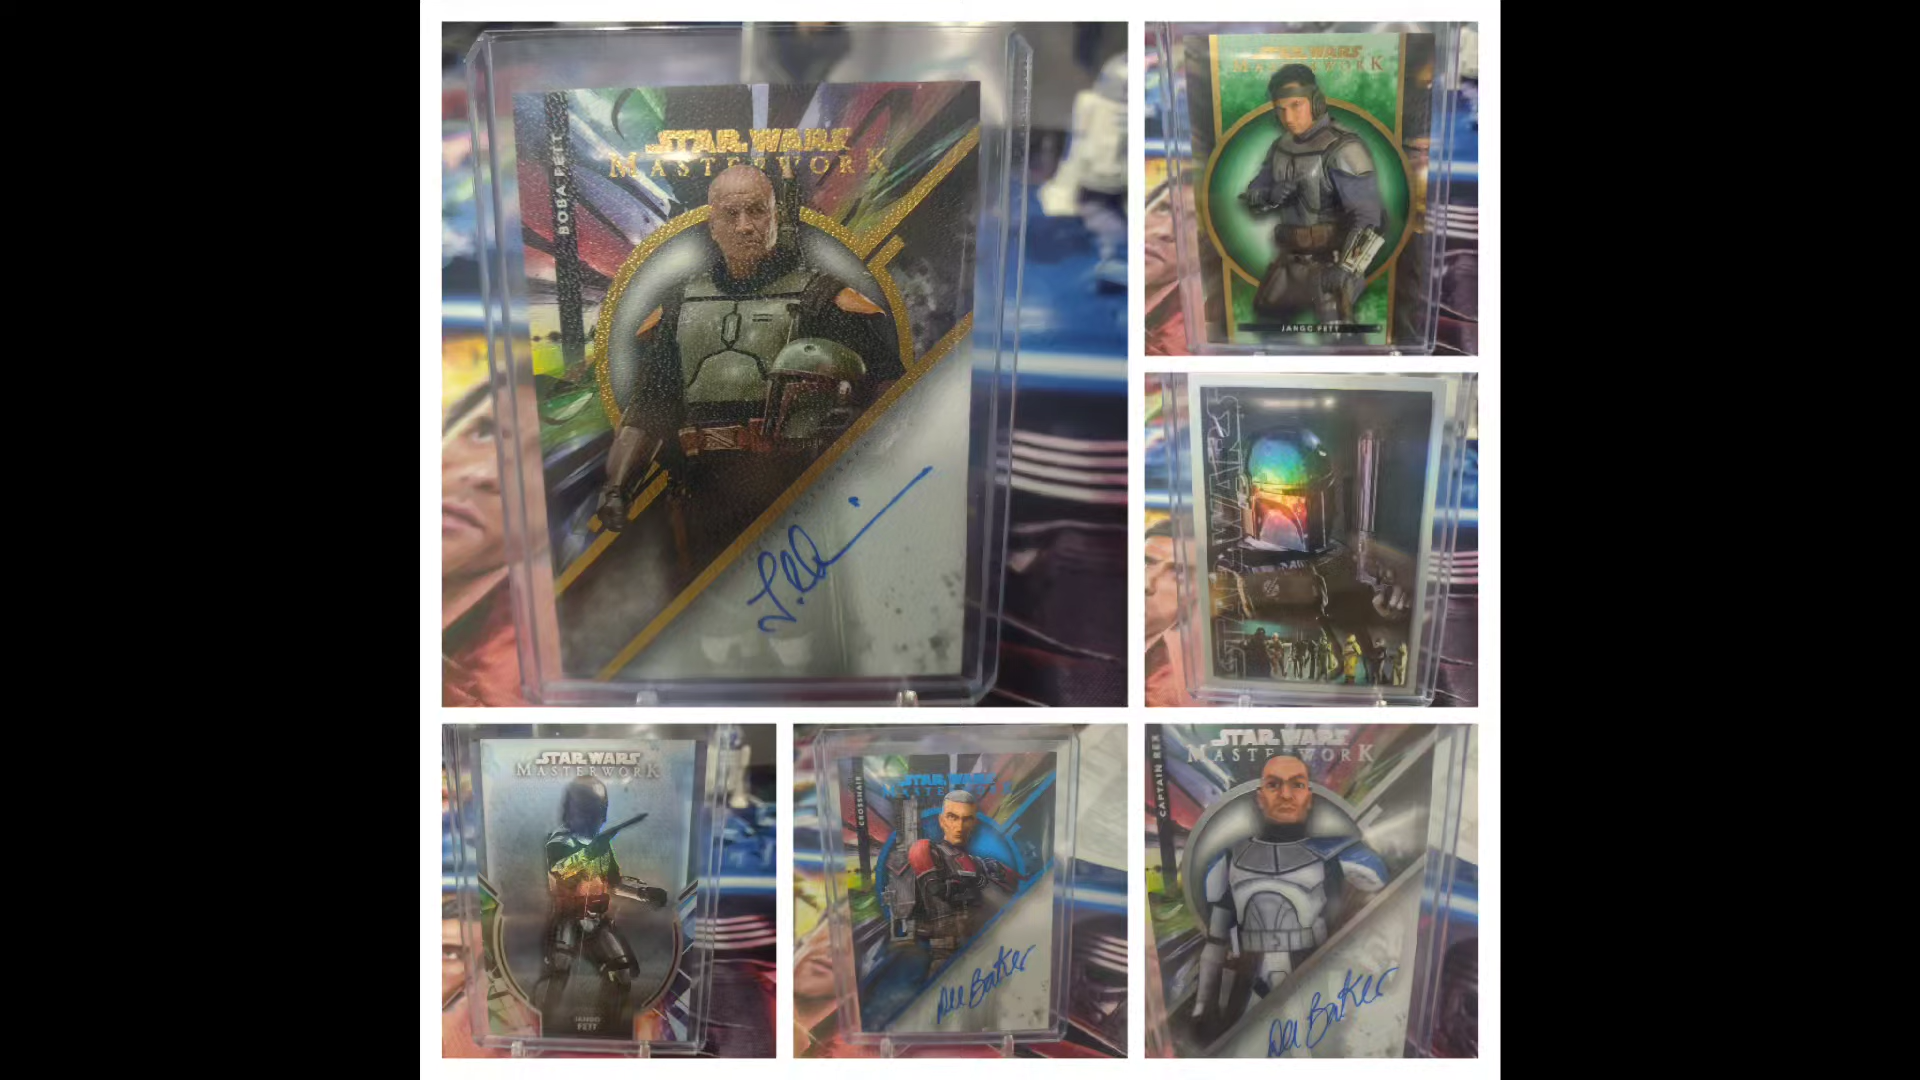 STAR WARS
MASTERWORK
BOBA FETT
STAR WARS
MASTERWORK
JANGO FETT
STAR WARS
STAR WARS
MASTERWORK
JANGO
FETT
STAR WARS
MASTERWORK
CROSSHAIR
Dee Baker
STAR WARS
MASTERWORK
CAPTAIN REX
Dee Baker